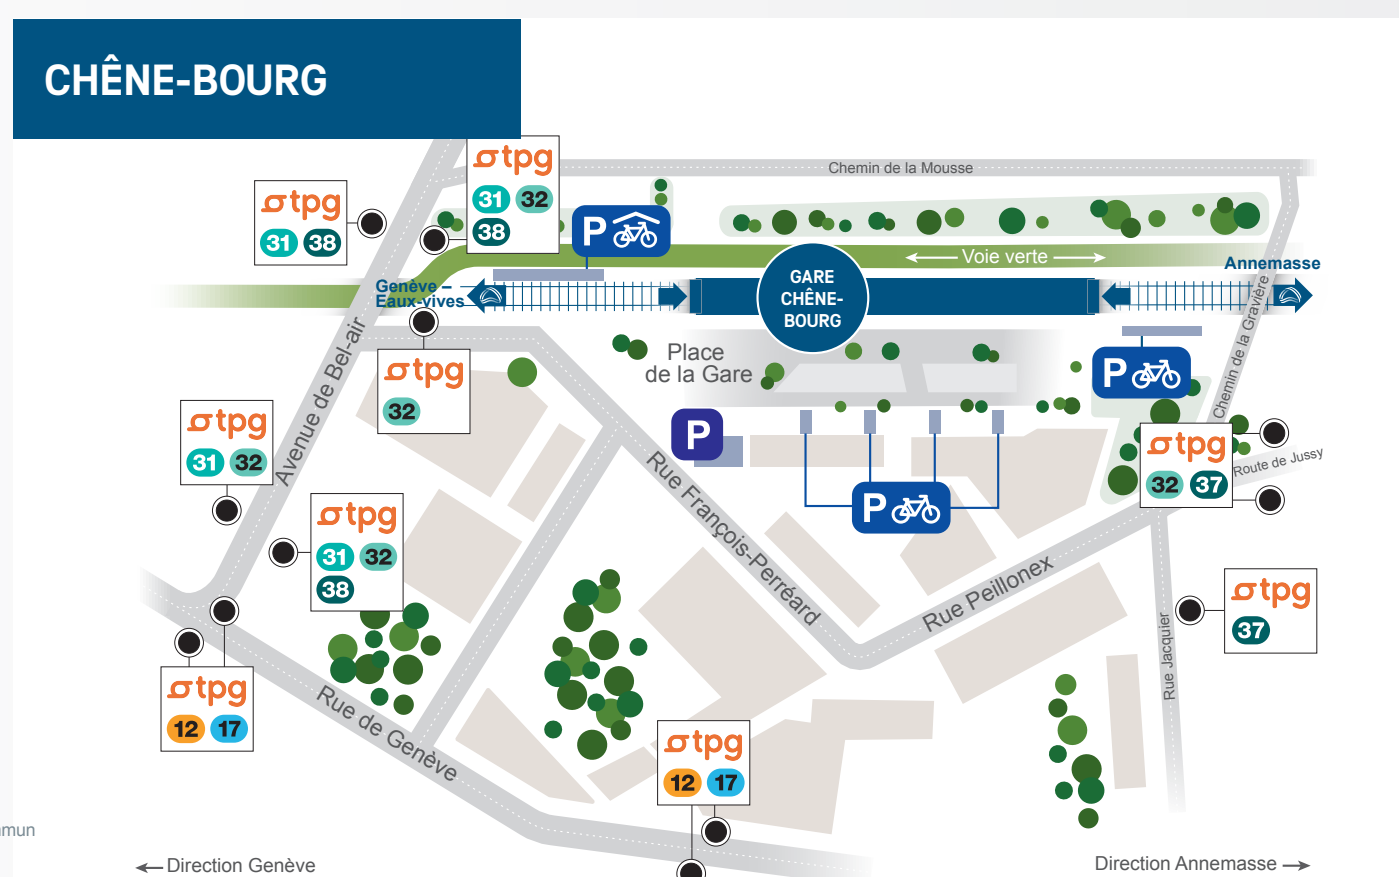 CHÊNE-BOURG
tpg
31 32
38
Chemin de la Mousse
tpg
31 38
P
Voie verte
Annemasse
GARE
CHÊNE-
BOURG
Genève –
Eaux-vives
Chemin de la Gravière
Avenue de Bel-air
tpg
32
Place
de la Gare
P
P
tpg
31 32
tpg
32 37
Route de Jussy
Rue François-Perréard
P
tpg
31 32
38
Rue Peillonex
tpg
37
Rue Jacquier
tpg
12 17
Rue de Genève
tpg
12 17
mun
Direction Genève
Direction Annemasse